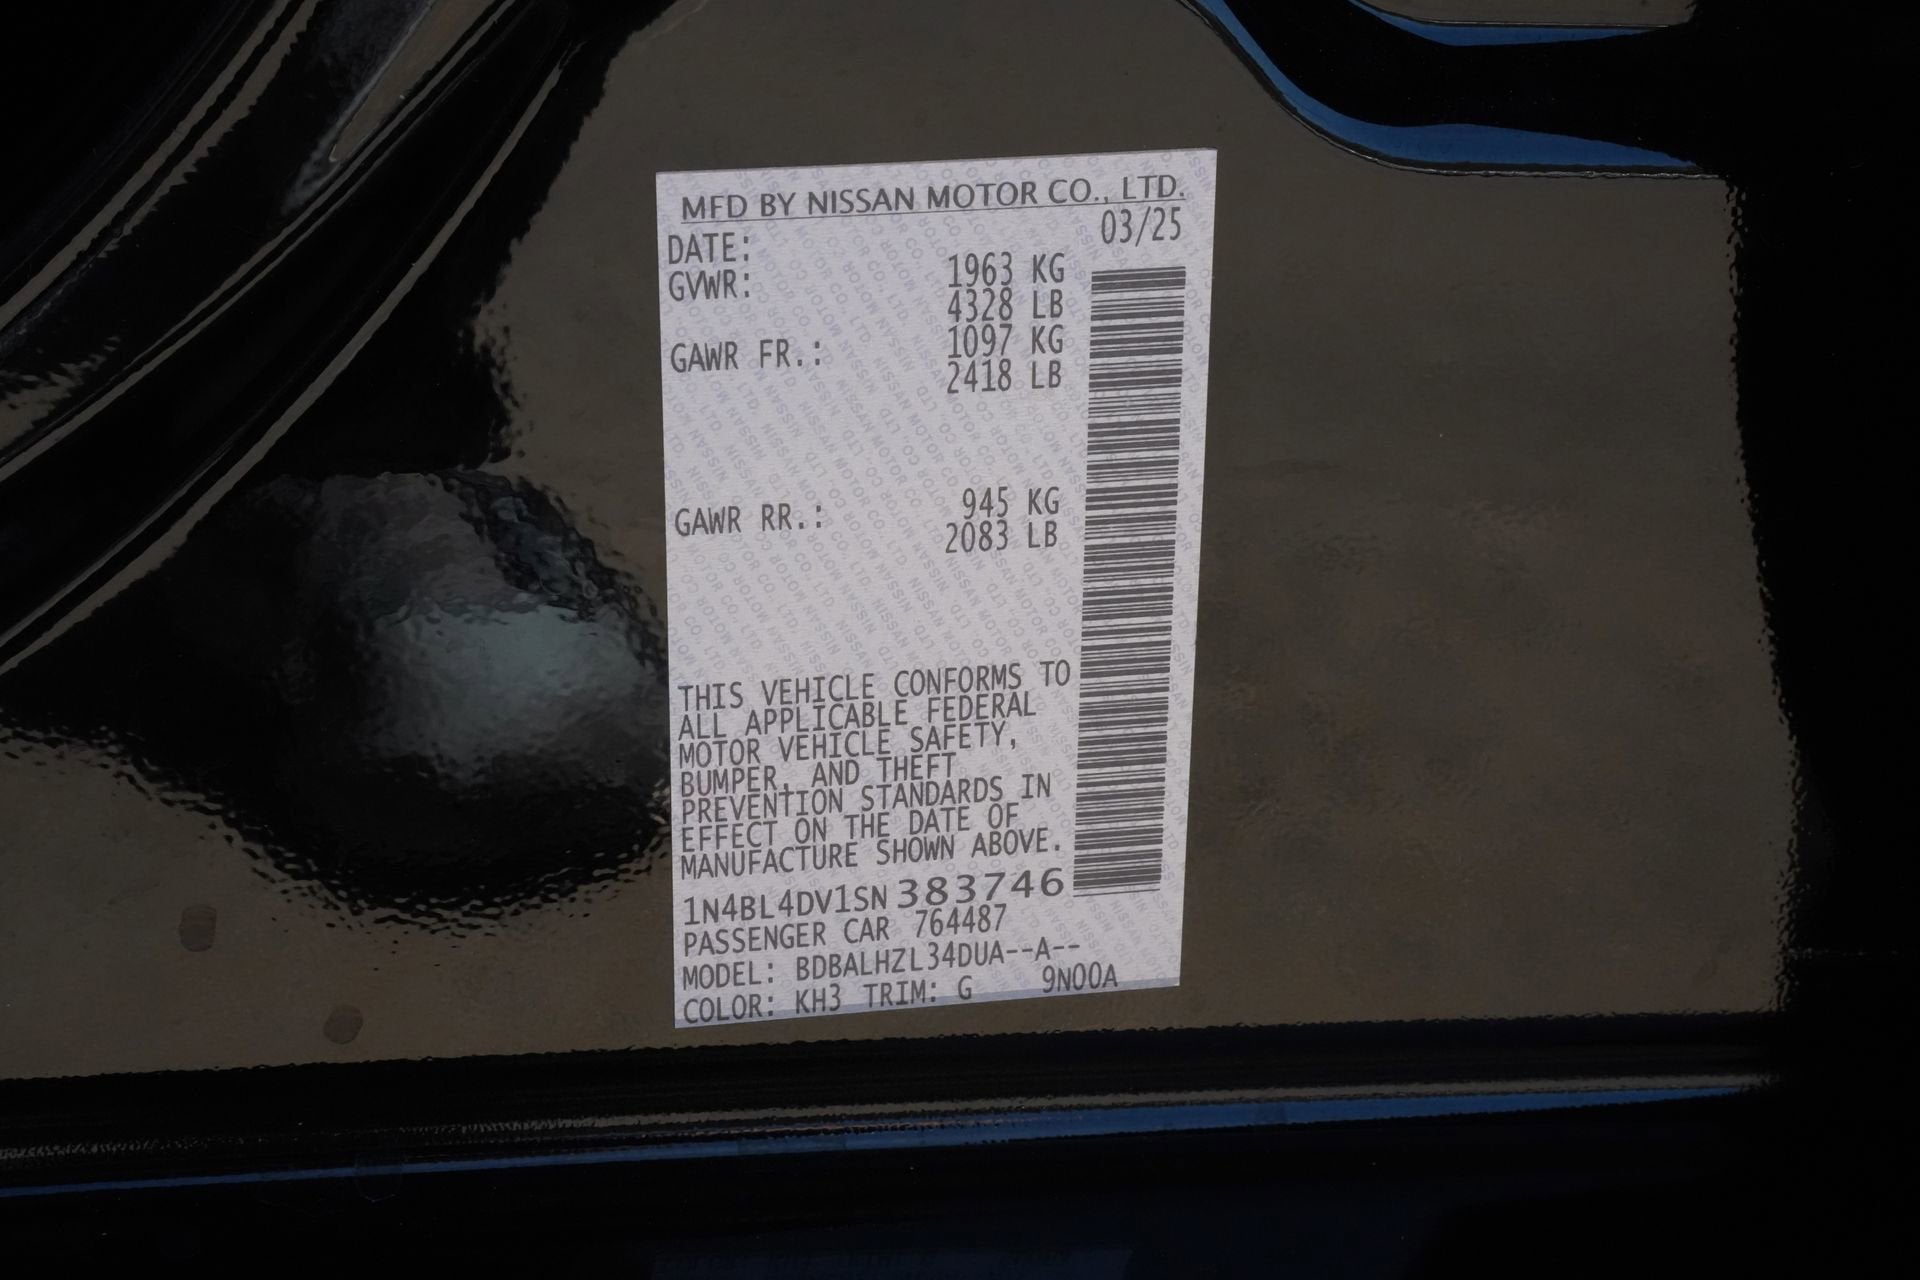 MFD BY NISSAN MOTOR CO., LTD.
DATE: 03/25
GVWR: 1963 KG
4328 LB
GAWR FR.: 1097 KG
2418 LB
GAWR RR.: 945 KG
2083 LB
THIS VEHICLE CONFORMS TO
ALL APPLICABLE FEDERAL
MOTOR VEHICLE SAFETY,
BUMPER, AND THEFT
PREVENTION STANDARDS IN
EFFECT ON THE DATE OF
MANUFACTURE SHOWN ABOVE.
1N4BL4DV1SN383746
PASSENGER CAR 764487
MODEL: BDBALHZL34DUA--A--
COLOR: KH3 TRIM: G 9N00A